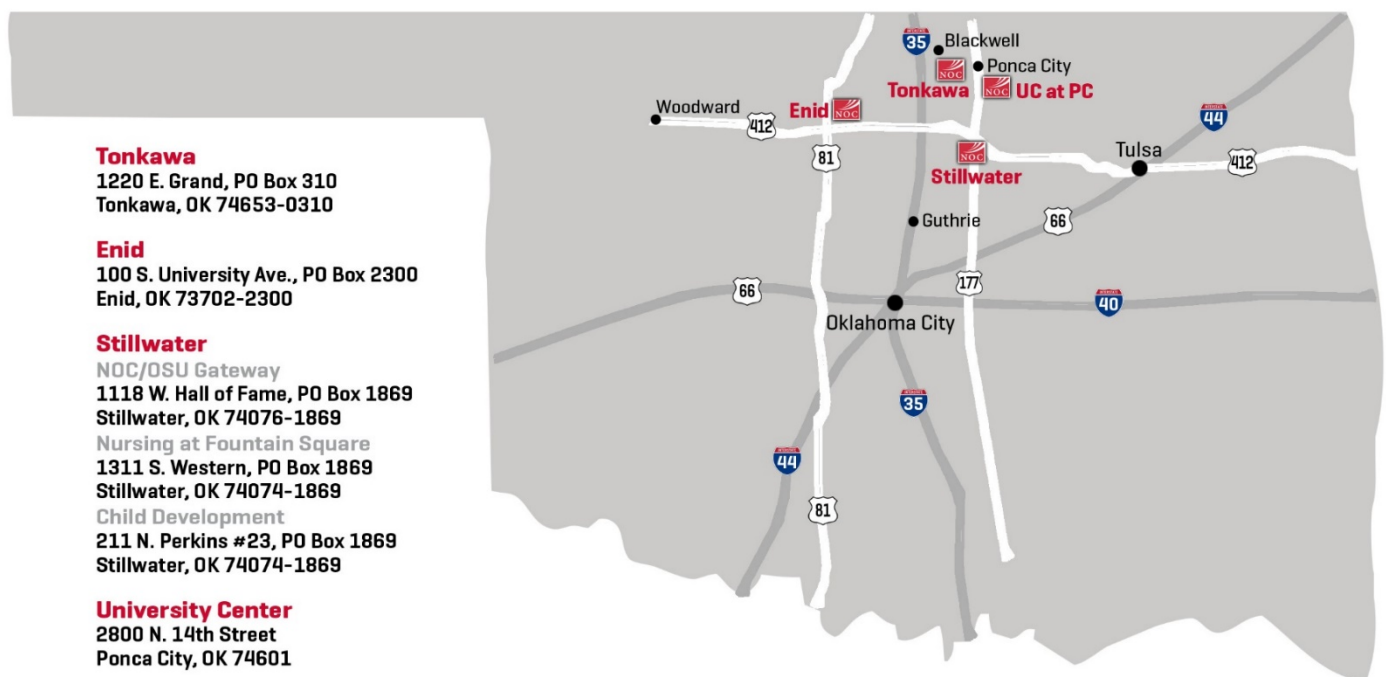 Tonkawa
1220 E. Grand, PO Box 310
Tonkawa, OK 74653-0310
Enid
100 S. University Ave., PO Box 2300
Enid, OK 73702-2300
Stillwater
NOC/OSU Gateway
1118 W. Hall of Fame, PO Box 1869
Stillwater, OK 74076-1869
Nursing at Fountain Square
1311 S. Western, PO Box 1869
Stillwater, OK 74074-1869
Child Development
211 N. Perkins #23, PO Box 1869
Stillwater, OK 74074-1869
University Center
2800 N. 14th Street
Ponca City, OK 74601
35
Blackwell
Ponca City
NOC
Tonkawa
NOC
UC at PC
Woodward
Enid
NOC
412
44
81
NOC
Stillwater
Tulsa
412
Guthrie
66
66
177
40
Oklahoma City
35
44
81